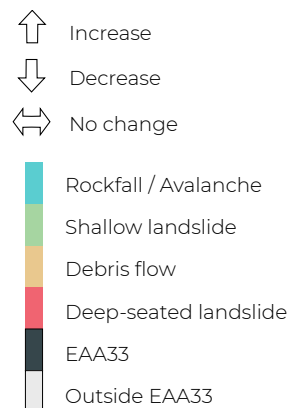 Increase
Decrease
No change
Rockfall / Avalanche
Shallow landslide
Debris flow
Deep-seated landslide
EAA33
Outside EAA33